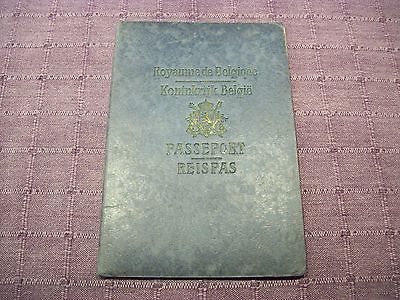 Royaume de Belgique
Koninkrijk België
PASSEPORT
REISPAS